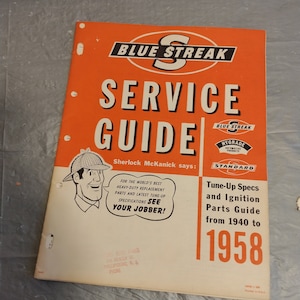 S
BLUE STREAK
SERVICE
GUIDE
Sherlock McKanick says:
FOR THE WORLD'S BEST
HEAVY-DUTY REPLACEMENT
PARTS AND LATEST TUNE-UP
SPECIFICATIONS SEE
YOUR JOBBER!
BLUE STREAK
HYGRADE
STANDARD
Tune-Up Specs
and Ignition
Parts Guide
from 1940 to
1958